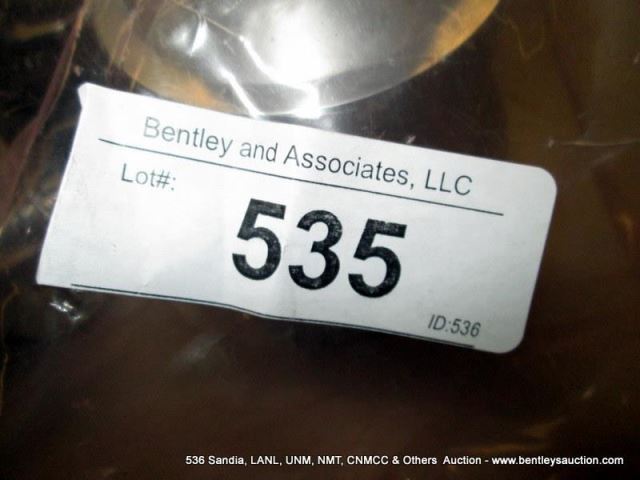 Bentley and Associates, LLC
Lot#:
535
ID:536
536 Sandia, LANL, UNM, NMT, CNMCC & Others Auction - www.bentleysauction.com